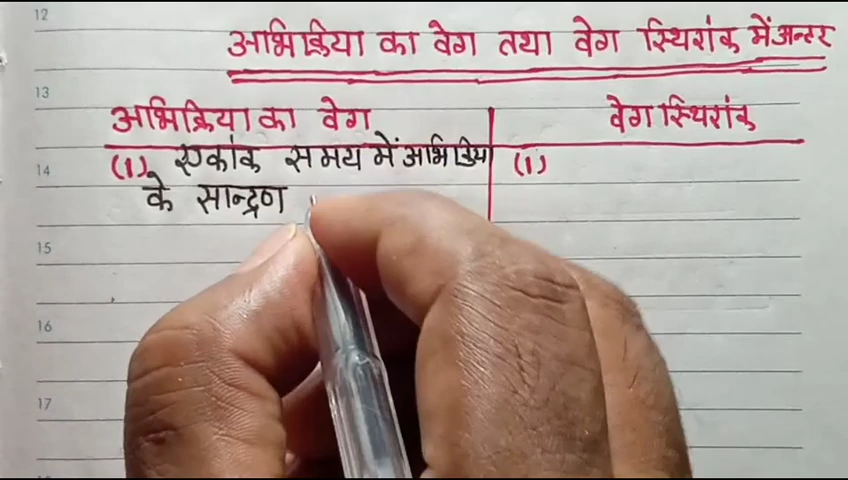 12
अभिक्रिया का वेग तथा वेग स्थिरांक में अन्तर
13
अभिक्रिया का वेग
वेग स्थिरांक
14
(1) एकांक समय में अभिक्रिया
(1)
के सान्द्रण
15
16
17